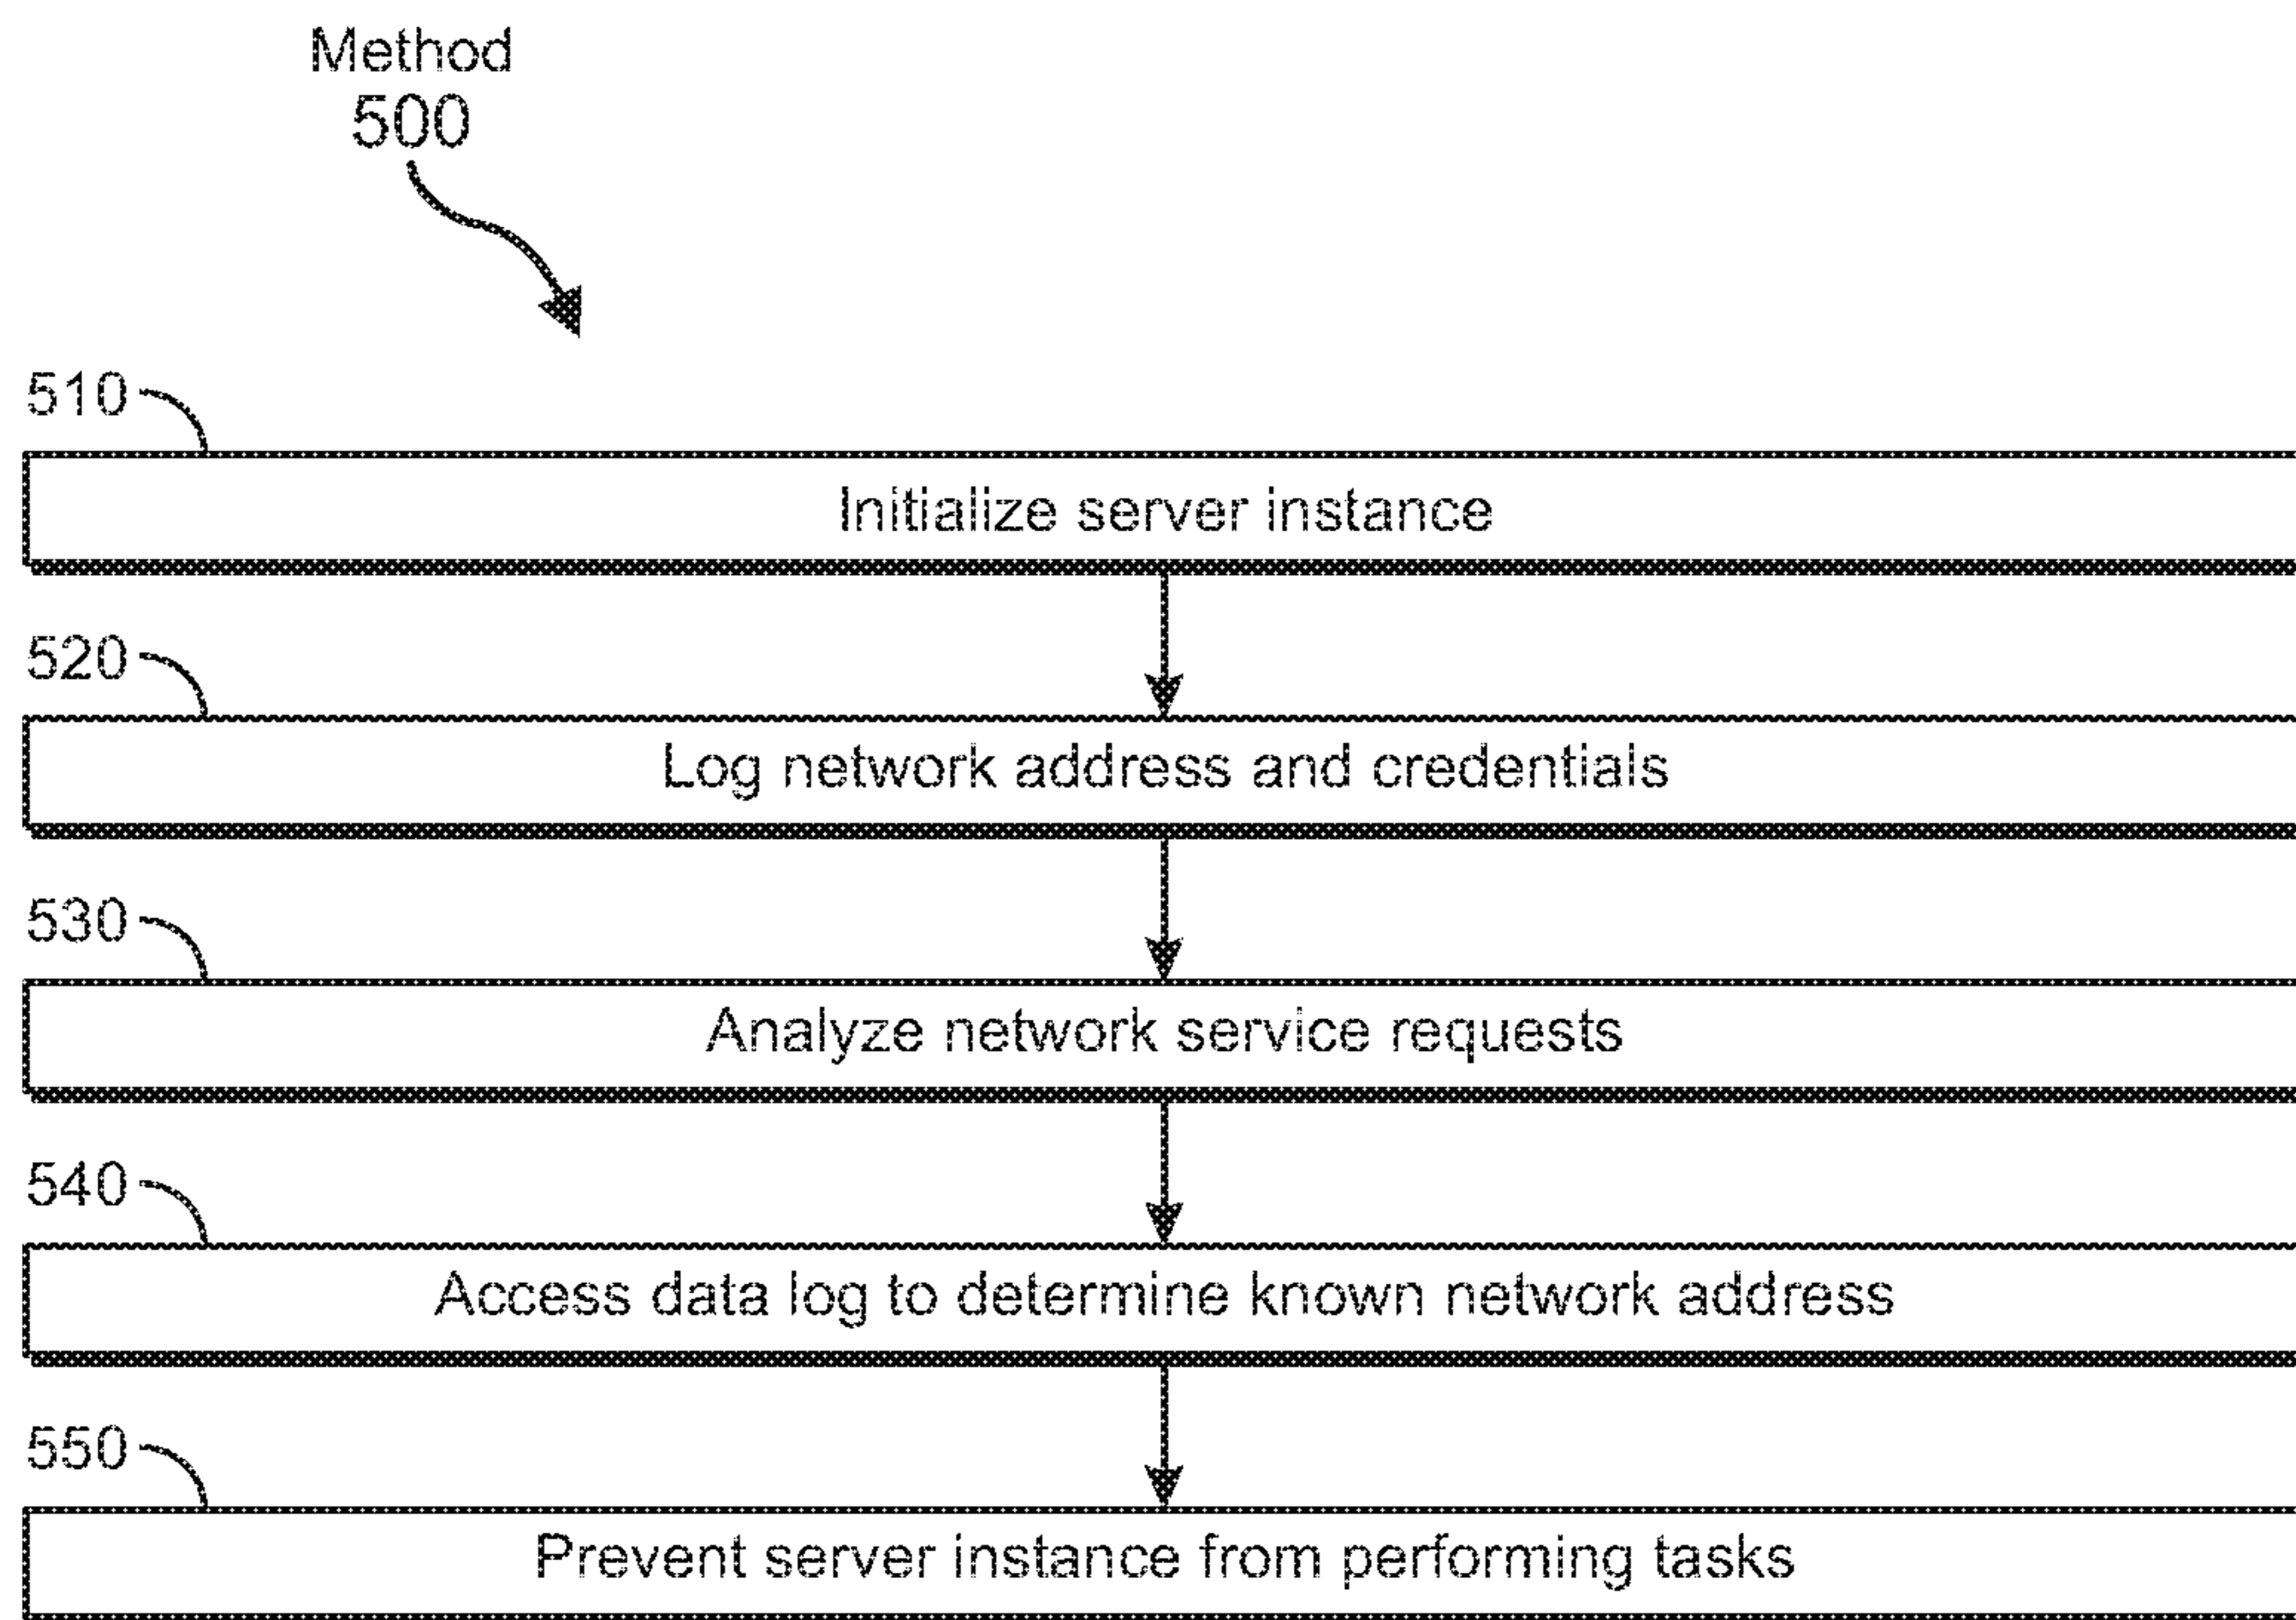 Method
500
510
Initialize server instance
520
Log network address and credentials
530
Analyze network service requests
540
Access data log to determine known network address
550
Prevent server instance from performing tasks